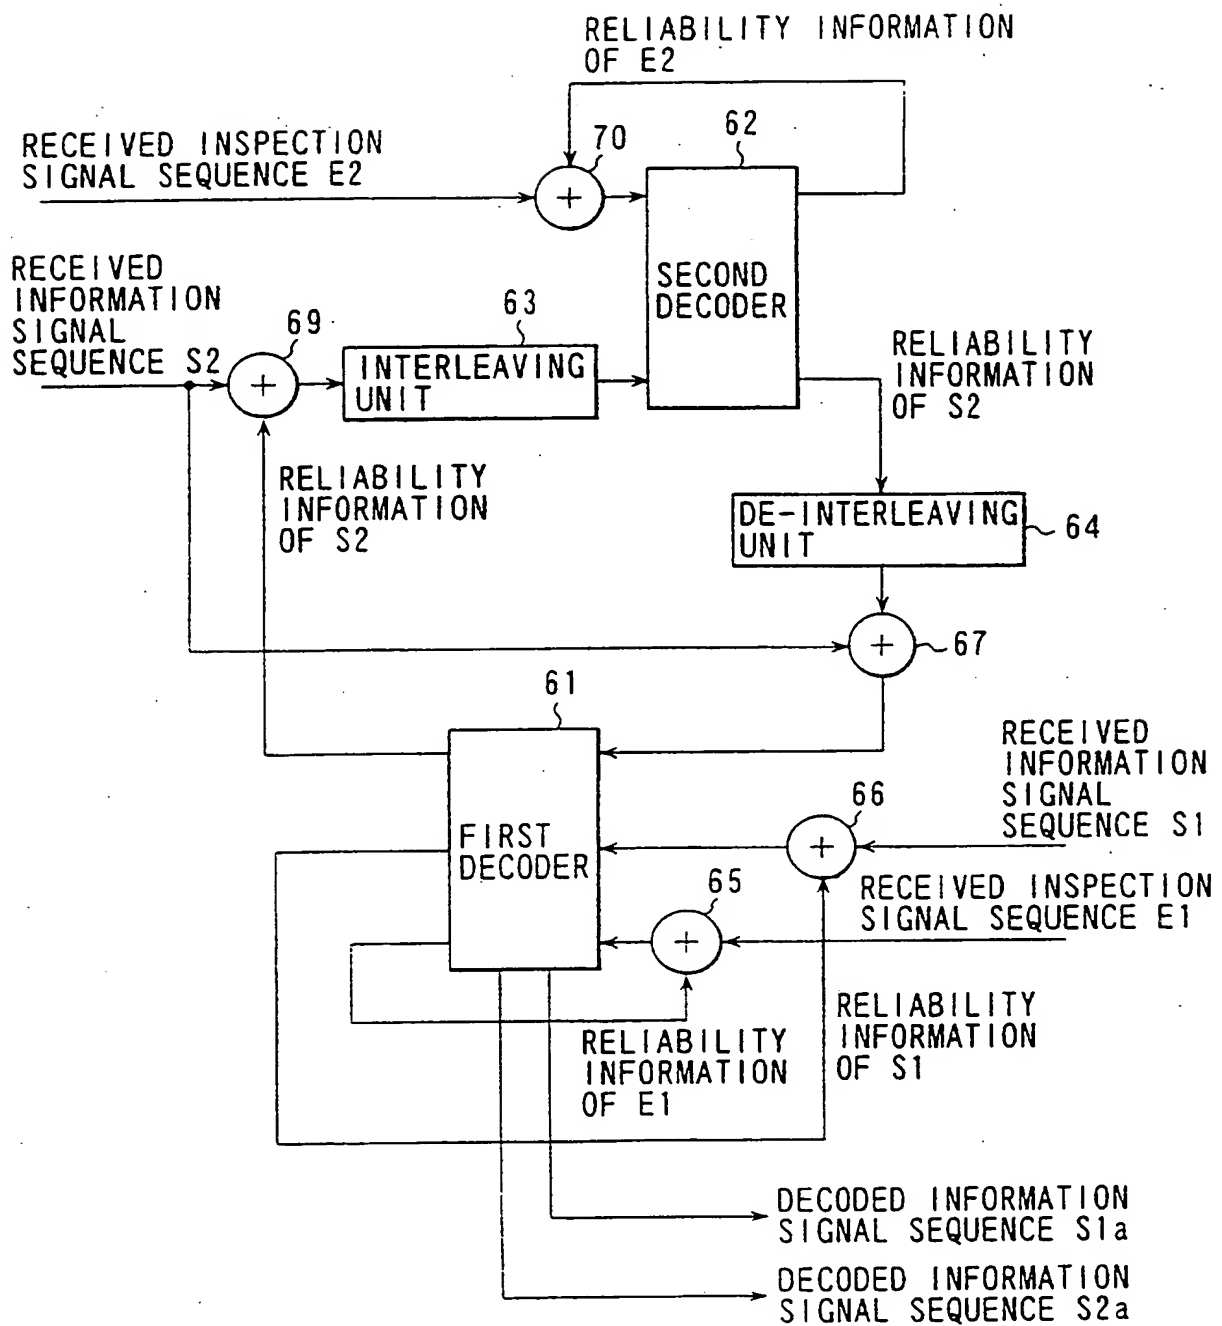 RELIABILITY INFORMATION
OF E2
RECEIVED INSPECTION
SIGNAL SEQUENCE E2
70
62
+
RECEIVED
INFORMATION
SIGNAL
SEQUENCE S2
69
63
SECOND
DECODER
+
INTERLEAVING
UNIT
RELIABILITY
INFORMATION
OF S2
RELIABILITY
INFORMATION
OF S2
DE-INTERLEAVING
UNIT
64
+
67
61
RECEIVED
INFORMATION
SIGNAL
SEQUENCE S1
66
FIRST
DECODER
+
65
RECEIVED INSPECTION
SIGNAL SEQUENCE E1
+
RELIABILITY
INFORMATION
OF S1
RELIABILITY
INFORMATION
OF E1
DECODED INFORMATION
SIGNAL SEQUENCE S1a
DECODED INFORMATION
SIGNAL SEQUENCE S2a